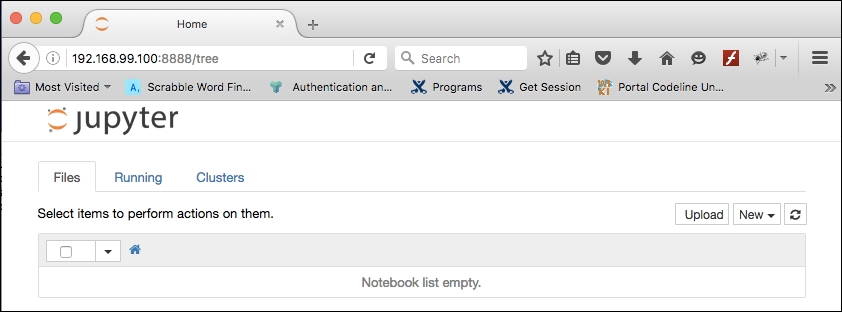 Home
192.168.99.100:8888/tree
Search
Most Visited
A, Scrabble Word Fin...
Authentication an...
Programs
Get Session
Portal Codeline Un...
jupyter
Files Running Clusters
Select items to perform actions on them.
Upload New
Notebook list empty.